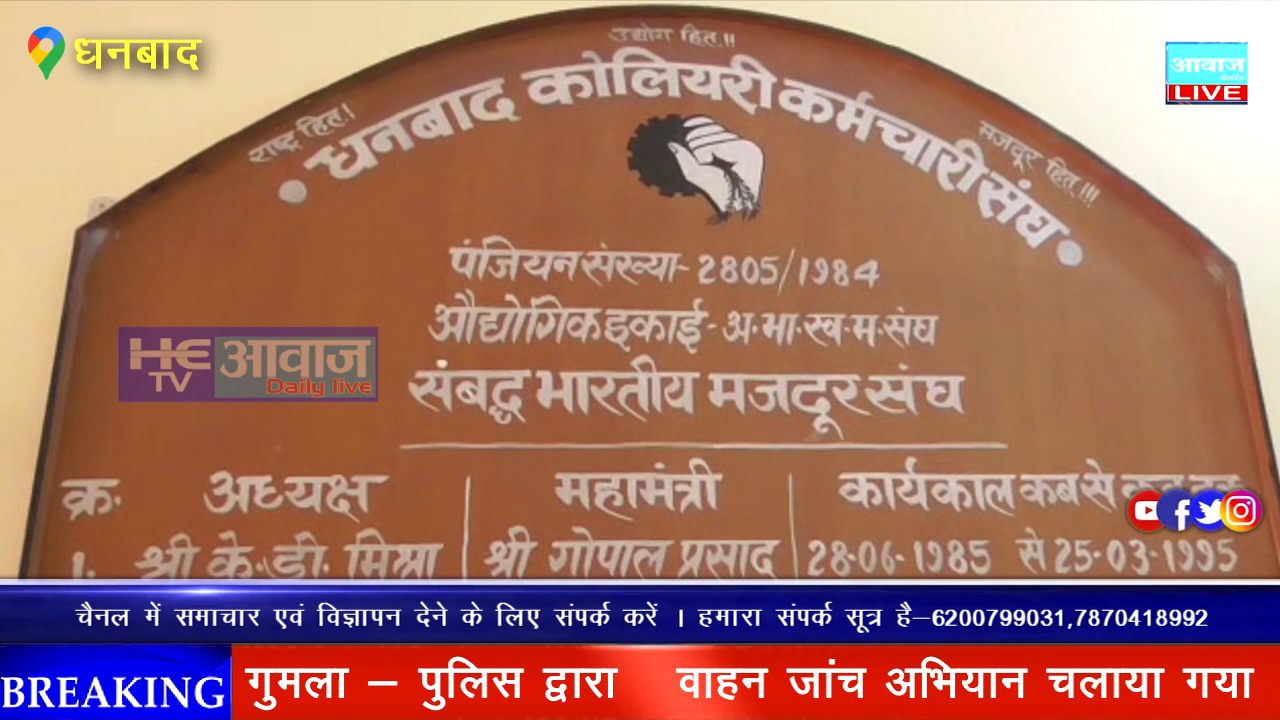 धनबाद
आवाज
LIVE
उद्योग हित॥
राष्ट्र हित।
मजदूर हित॥।
धनबाद कोलियरी कर्मचारी संघ
पंजियन संख्या- 2805/1984
औद्योगिक इकाई- अ.भा.ख.म.संघ
HE TV आवाज
Daily live
संबद्ध भारतीय मजदूर संघ
क्र. अध्यक्ष महामंत्री कार्यकाल कब से
1. श्री के.डी. मिश्रा श्री गोपाल प्रसाद 28-06-1985 से 25-03-1995
चैनल में समाचार एवं विज्ञापन देने के लिए संपर्क करें । हमारा संपर्क सूत्र है–6200799031,7870418992
BREAKING गुमला – पुलिस द्वारा वाहन जांच अभियान चलाया गया